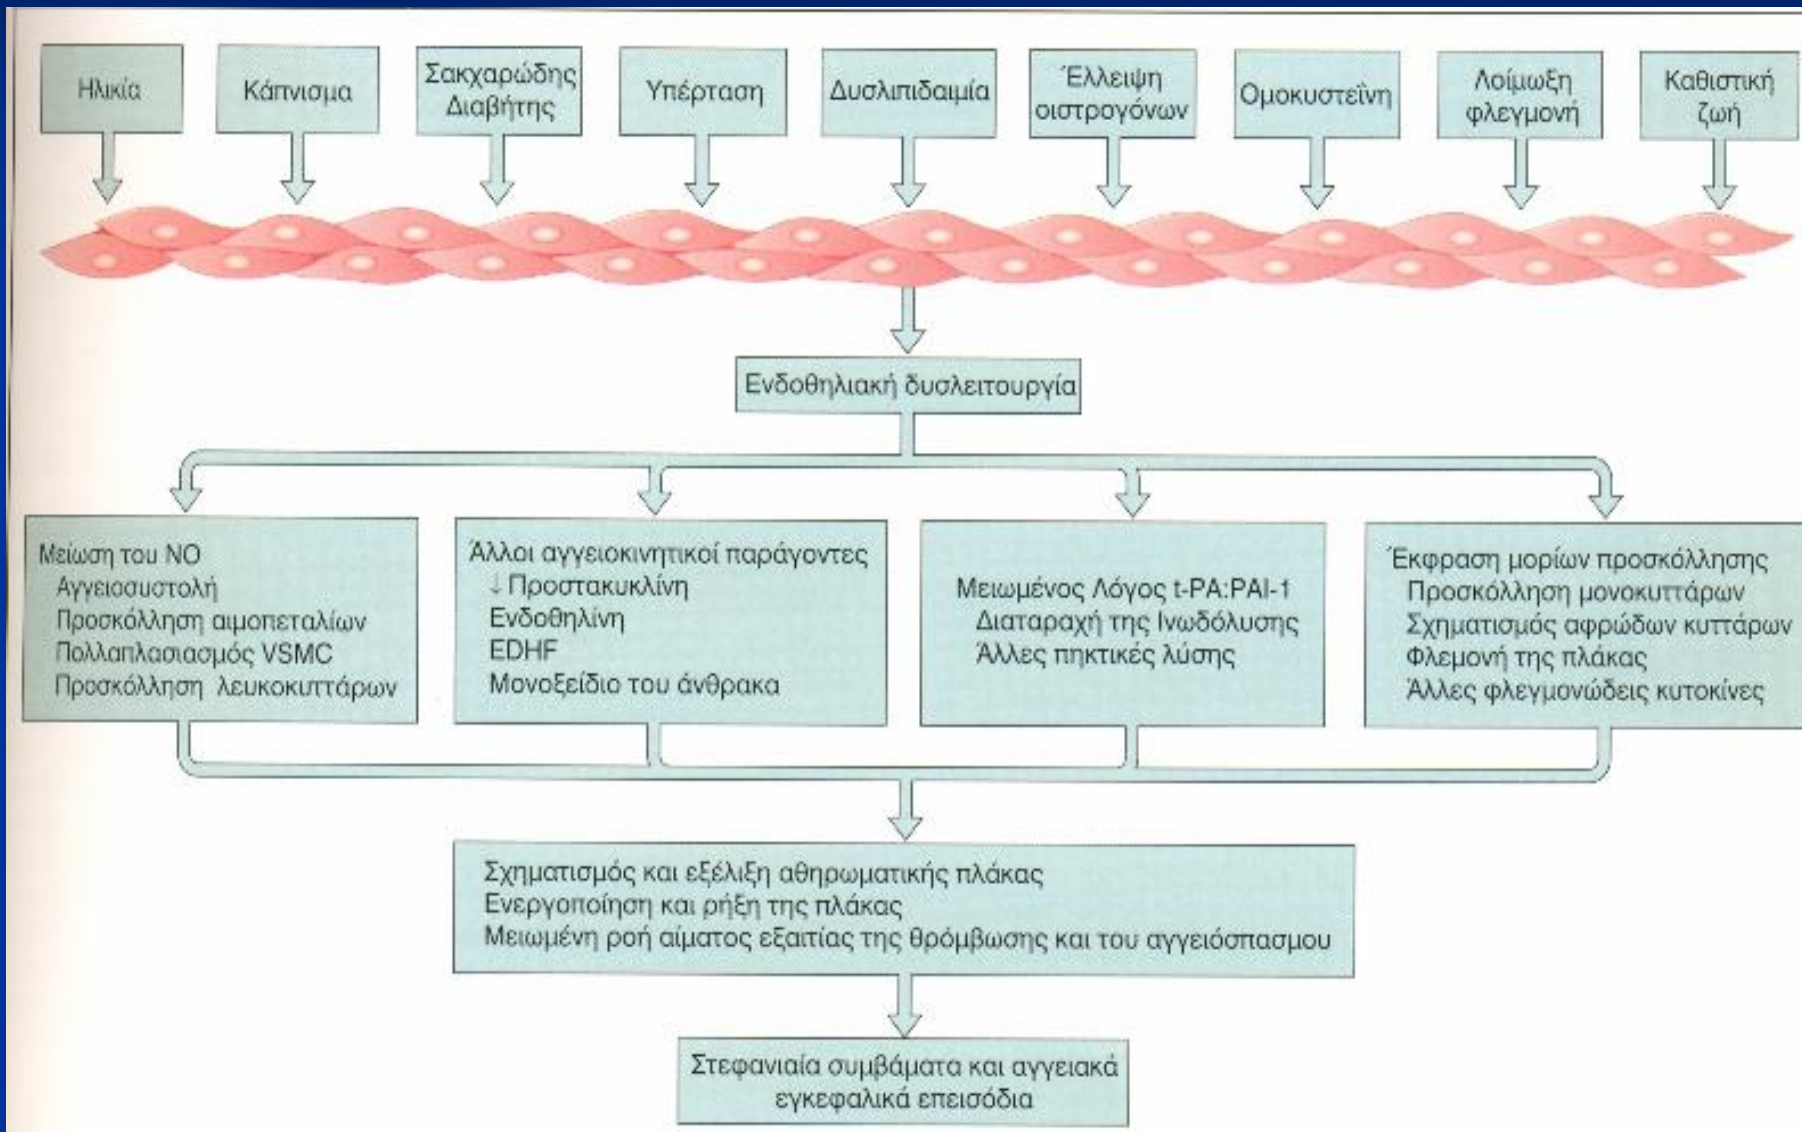 Ηλικία
Κάπνισμα
Σακχαρώδης
Διαβήτης
Υπέρταση
Δυσλιπιδαιμία
Έλλειψη
οιστρογόνων
Ομοκυστεΐνη
Λοίμωξη
φλεγμονή
Καθιστική
ζωή
Ενδοθηλιακή δυσλειτουργία
Μείωση του NO
Αγγειοσυστολή
Προσκόλληση αιμοπεταλίων
Πολλαπλασιασμός VSMC
Προσκόλληση λευκοκυττάρων
Άλλοι αγγειοκινητικοί παράγοντες
↓ Προστακυκλίνη
Ενδοθηλίνη
EDHF
Μονοξείδιο του άνθρακα
Μειωμένος Λόγος t-PA:PAI-1
Διαταραχή της Ινωδόλυσης
Άλλες πηκτικές λύσης
Έκφραση μορίων προσκόλλησης
Προσκόλληση μονοκυττάρων
Σχηματισμός αφρώδων κυττάρων
Φλεμονή της πλάκας
Άλλες φλεγμονώδεις κυτοκίνες
Σχηματισμός και εξέλιξη αθηρωματικής πλάκας
Ενεργοποίηση και ρήξη της πλάκας
Μειωμένη ροή αίματος εξαιτίας της θρόμβωσης και του αγγειόσπασμου
Στεφανιαία συμβάματα και αγγειακά
εγκεφαλικά επεισόδια